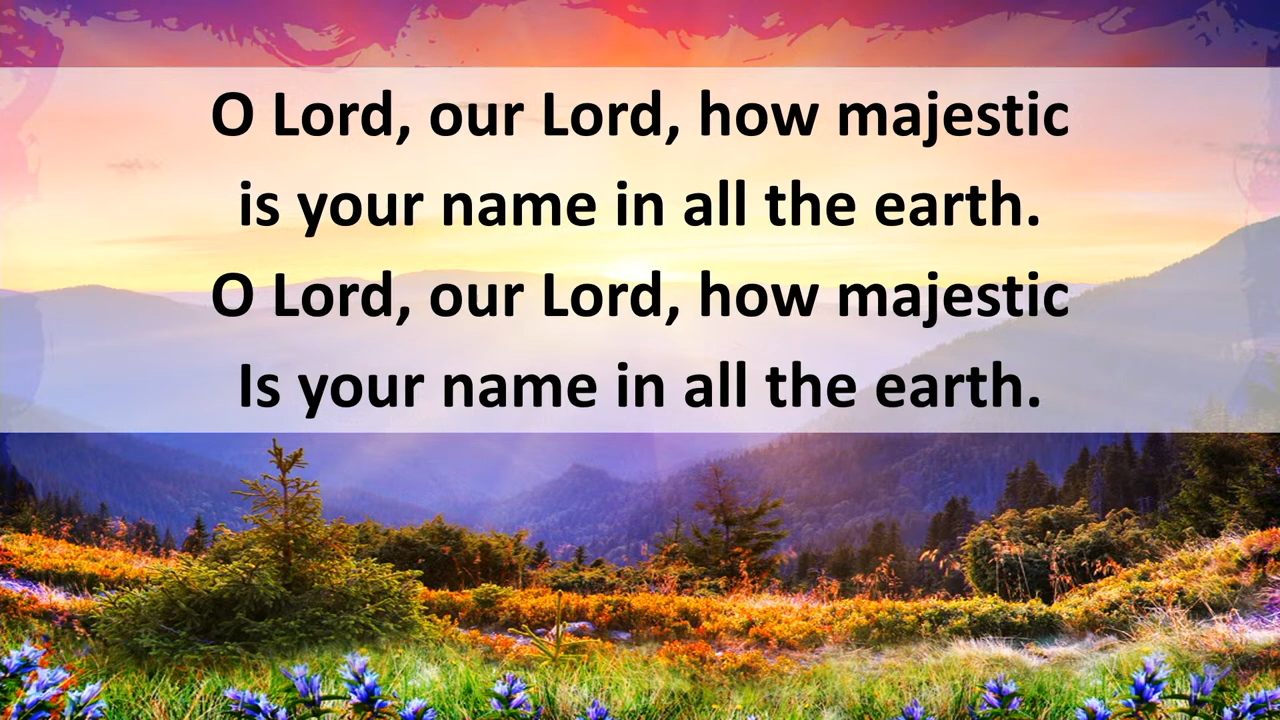 O Lord, our Lord, how majestic
is your name in all the earth.
O Lord, our Lord, how majestic
Is your name in all the earth.